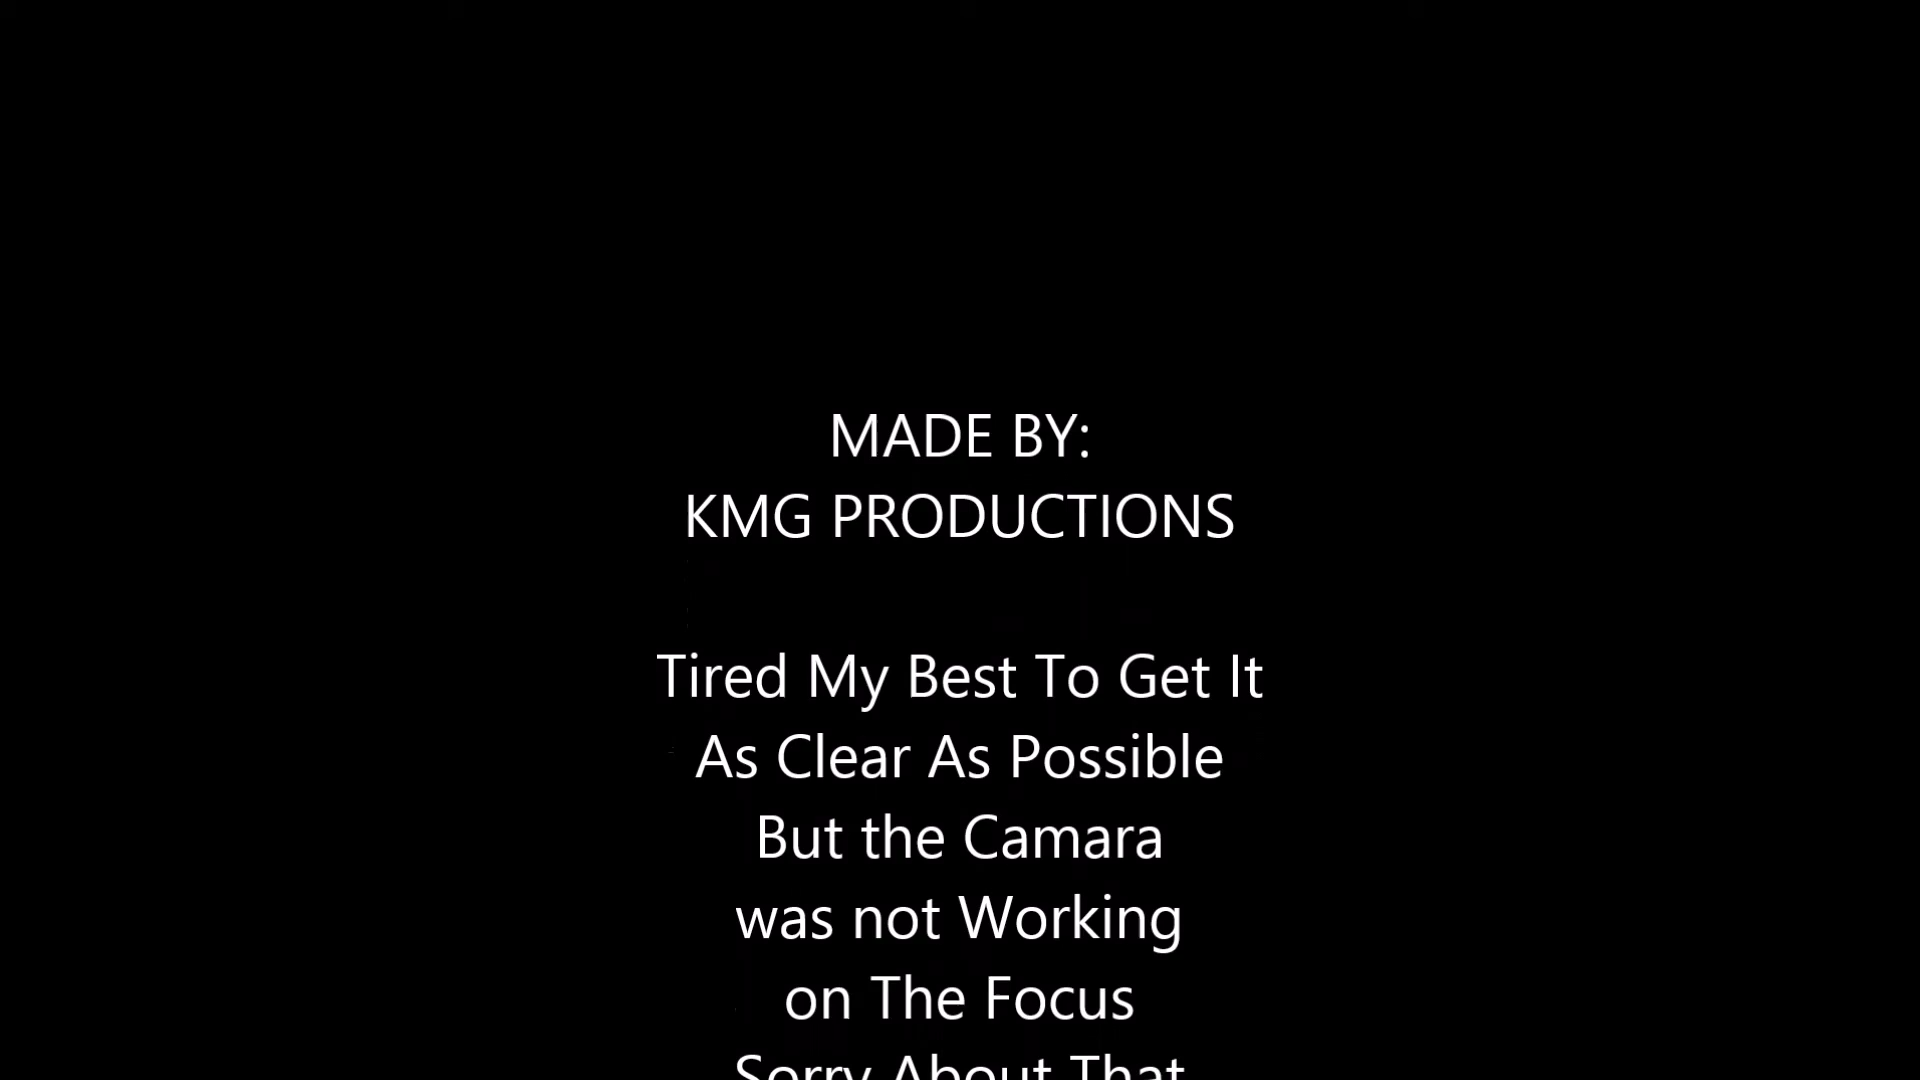 MADE BY:
KMG PRODUCTIONS
Tired My Best To Get It
As Clear As Possible
But the Camara
was not Working
on The Focus
Sorry About That